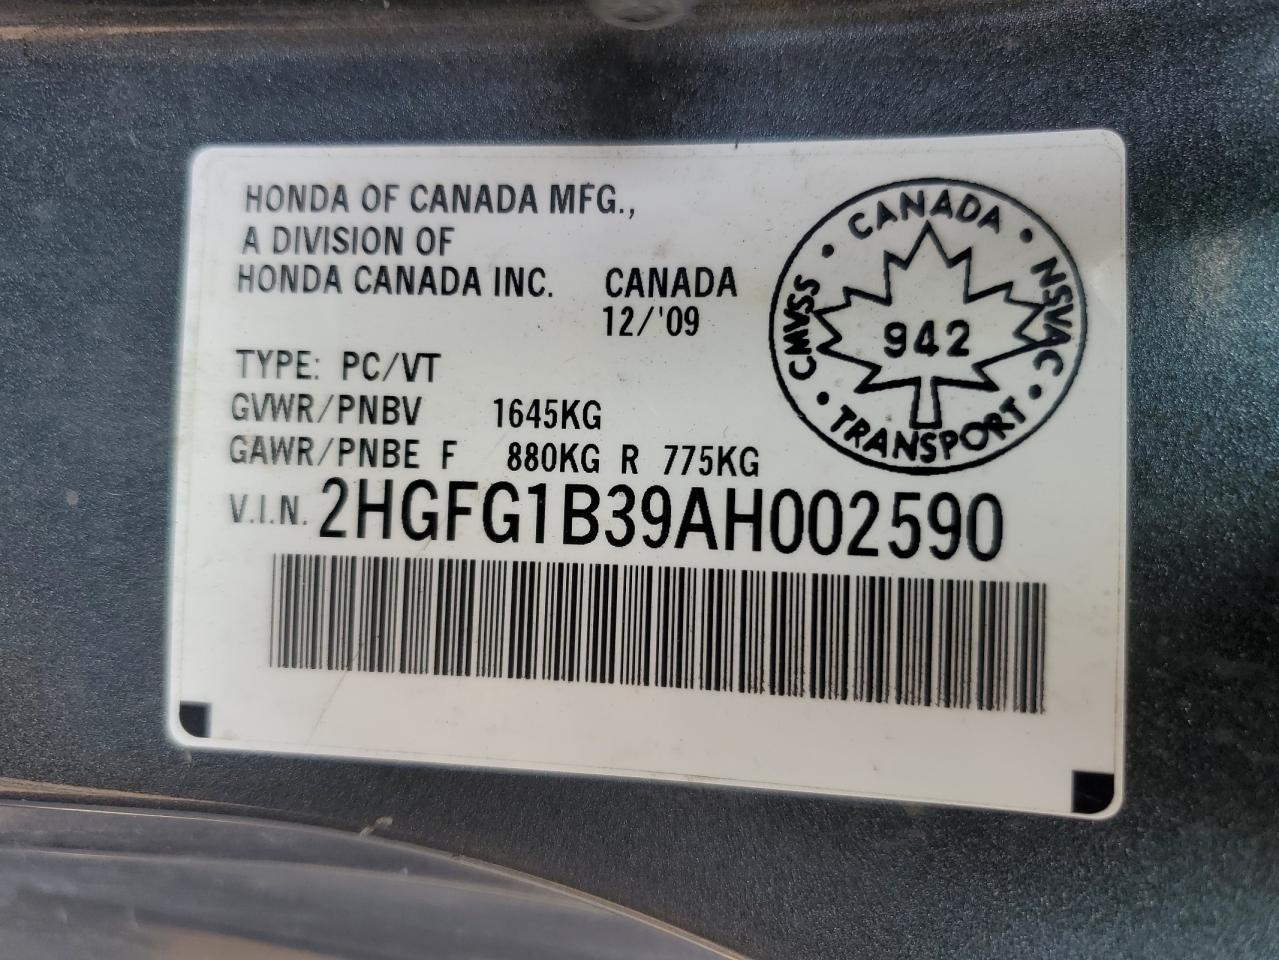 HONDA OF CANADA MFG.,
A DIVISION OF
HONDA CANADA INC. CANADA
12/'09
TYPE: PC/VT
GVWR/PNBV 1645KG
GAWR/PNBE F 880KG R 775KG
V.I.N. 2HGFG1B39AH002590
CANADA
NSVAC
TRANSPORT
CMVSS
942